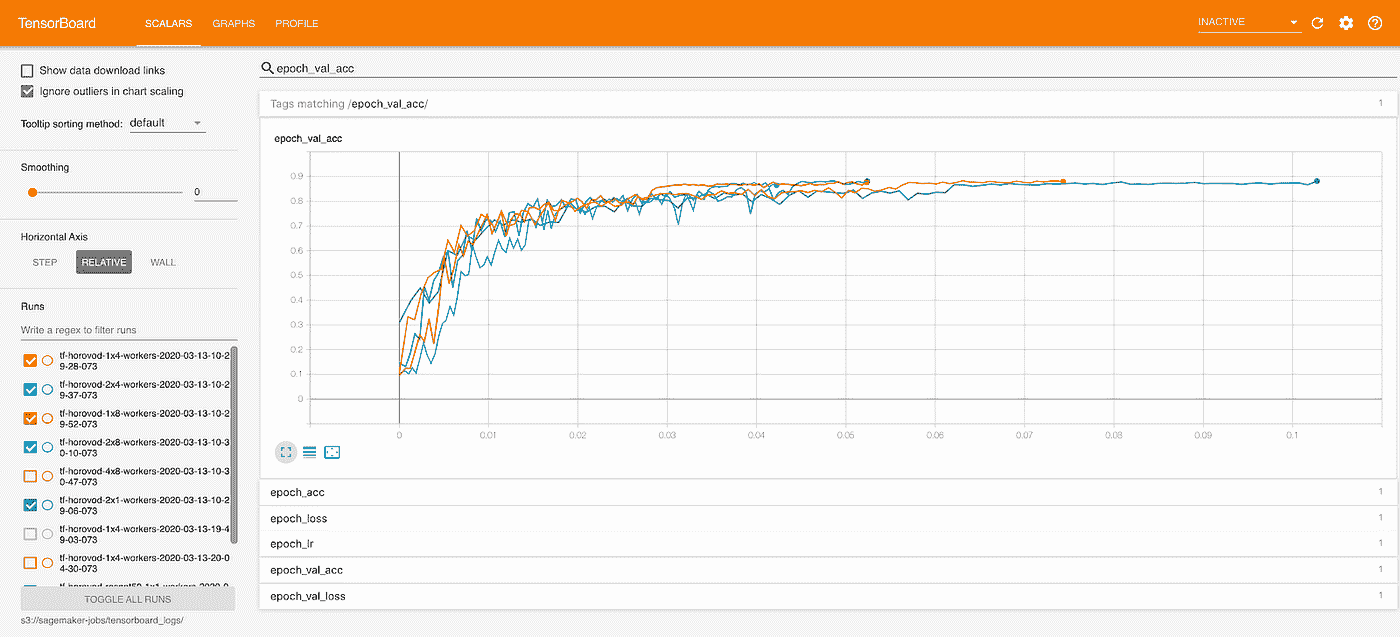 TensorBoard
SCALARS GRAPHS PROFILE
INACTIVE
Show data download links
Ignore outliers in chart scaling
Tooltip sorting method: default
Smoothing
0
Horizontal Axis
STEP RELATIVE WALL
Runs
Write a regex to filter runs
tf-horovod-1x4-workers-2020-03-13-10-2
9-28-073
tf-horovod-2x4-workers-2020-03-13-10-2
9-37-073
tf-horovod-1x8-workers-2020-03-13-10-2
9-52-073
tf-horovod-2x8-workers-2020-03-13-10-3
0-10-073
tf-horovod-4x8-workers-2020-03-13-10-3
0-47-073
tf-horovod-2x1-workers-2020-03-13-10-2
9-06-073
tf-horovod-1x4-workers-2020-03-13-19-4
9-03-073
tf-horovod-1x4-workers-2020-03-13-20-0
4-30-073
TOGGLE ALL RUNS
s3://sagemaker-jobs/tensorboard_logs/
epoch_val_acc
Tags matching /epoch_val_acc/ 1
epoch_val_acc
0.9
0.8
0.7
0.6
0.5
0.4
0.3
0.2
0.1
0
0 0.01 0.02 0.03 0.04 0.05 0.06 0.07 0.08 0.09 0.1
epoch_acc 1
epoch_loss 1
epoch_lr 1
epoch_val_acc 1
epoch_val_loss 1